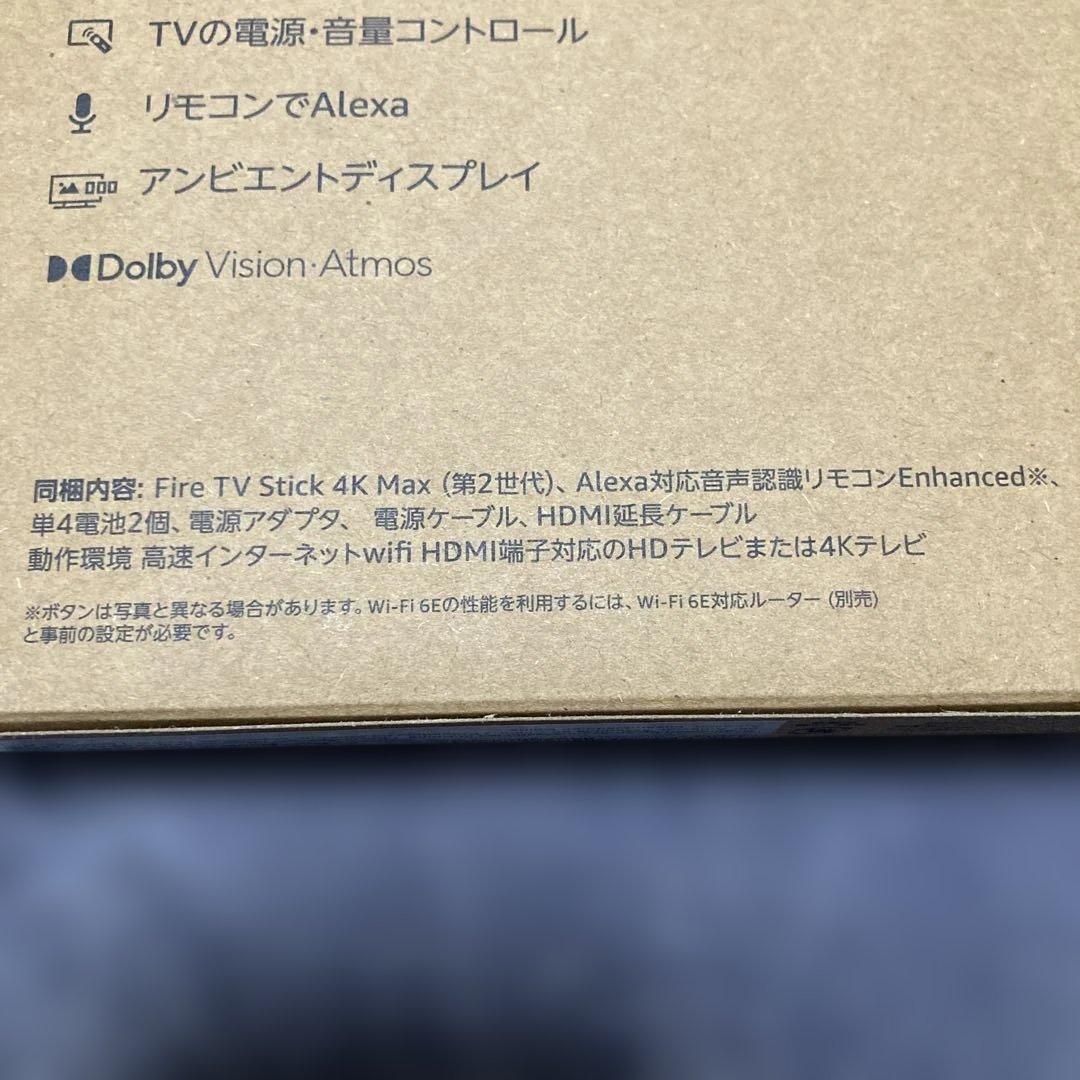 TVの電源・音量コントロール
リモコンでAlexa
アンビエントディスプレイ
Dolby Vision·Atmos
同梱内容: Fire TV Stick 4K Max（第2世代）、Alexa対応音声認識リモコンEnhanced※、
単4電池2個、電源アダプタ、 電源ケーブル、HDMI延長ケーブル
動作環境 高速インターネットwifi HDMI端子対応のHDテレビまたは4Kテレビ
※ボタンは写真と異なる場合があります。Wi-Fi 6Eの性能を利用するには、Wi-Fi 6E対応ルーター（別売）
と事前の設定が必要です。